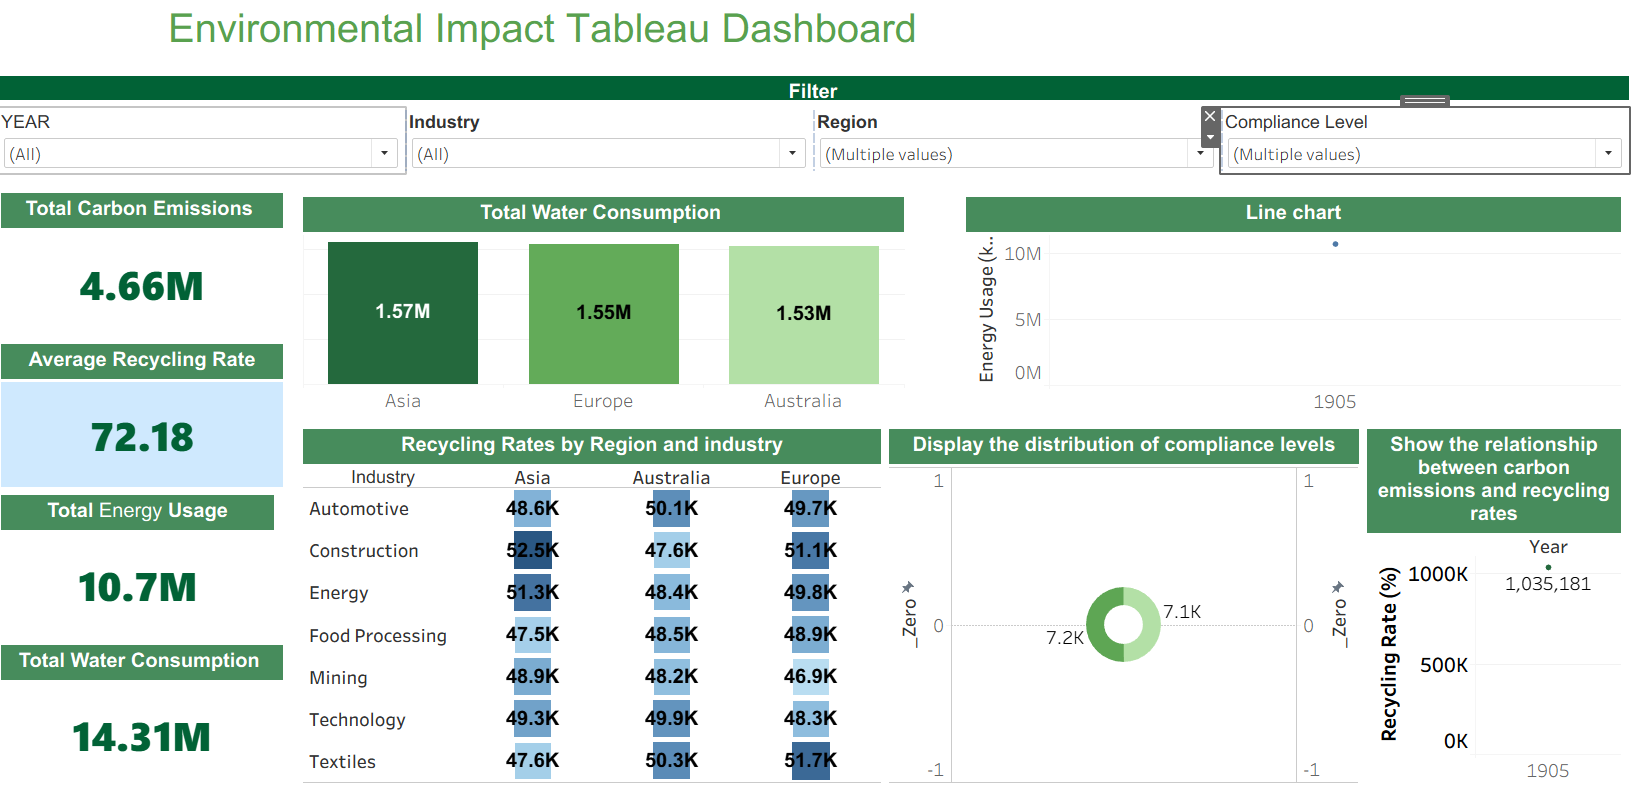 Environmental Impact Tableau Dashboard
Filter
YEAR
(All)
Industry
(All)
Region
(Multiple values)
Compliance Level
(Multiple values)
Total Carbon Emissions
4.66M
Average Recycling Rate
72.18
Total Energy Usage
10.7M
Total Water Consumption
14.31M
Total Water Consumption
1.57M
1.55M
1.53M
Asia
Europe
Australia
Line chart
Energy Usage (k..
10M
5M
0M
1905
Recycling Rates by Region and industry
Industry Asia Australia Europe
Automotive 48.6K 50.1K 49.7K
Construction 52.5K 47.6K 51.1K
Energy 51.3K 48.4K 49.8K
Food Processing 47.5K 48.5K 48.9K
Mining 48.9K 48.2K 46.9K
Technology 49.3K 49.9K 48.3K
Textiles 47.6K 50.3K 51.7K
Display the distribution of compliance levels
_Zero
1
0
-1
7.2K
7.1K
1
0
-1
_Zero
Show the relationship
between carbon
emissions and recycling
rates
Year
Recycling Rate (%)
1000K
500K
0K
1,035,181
1905